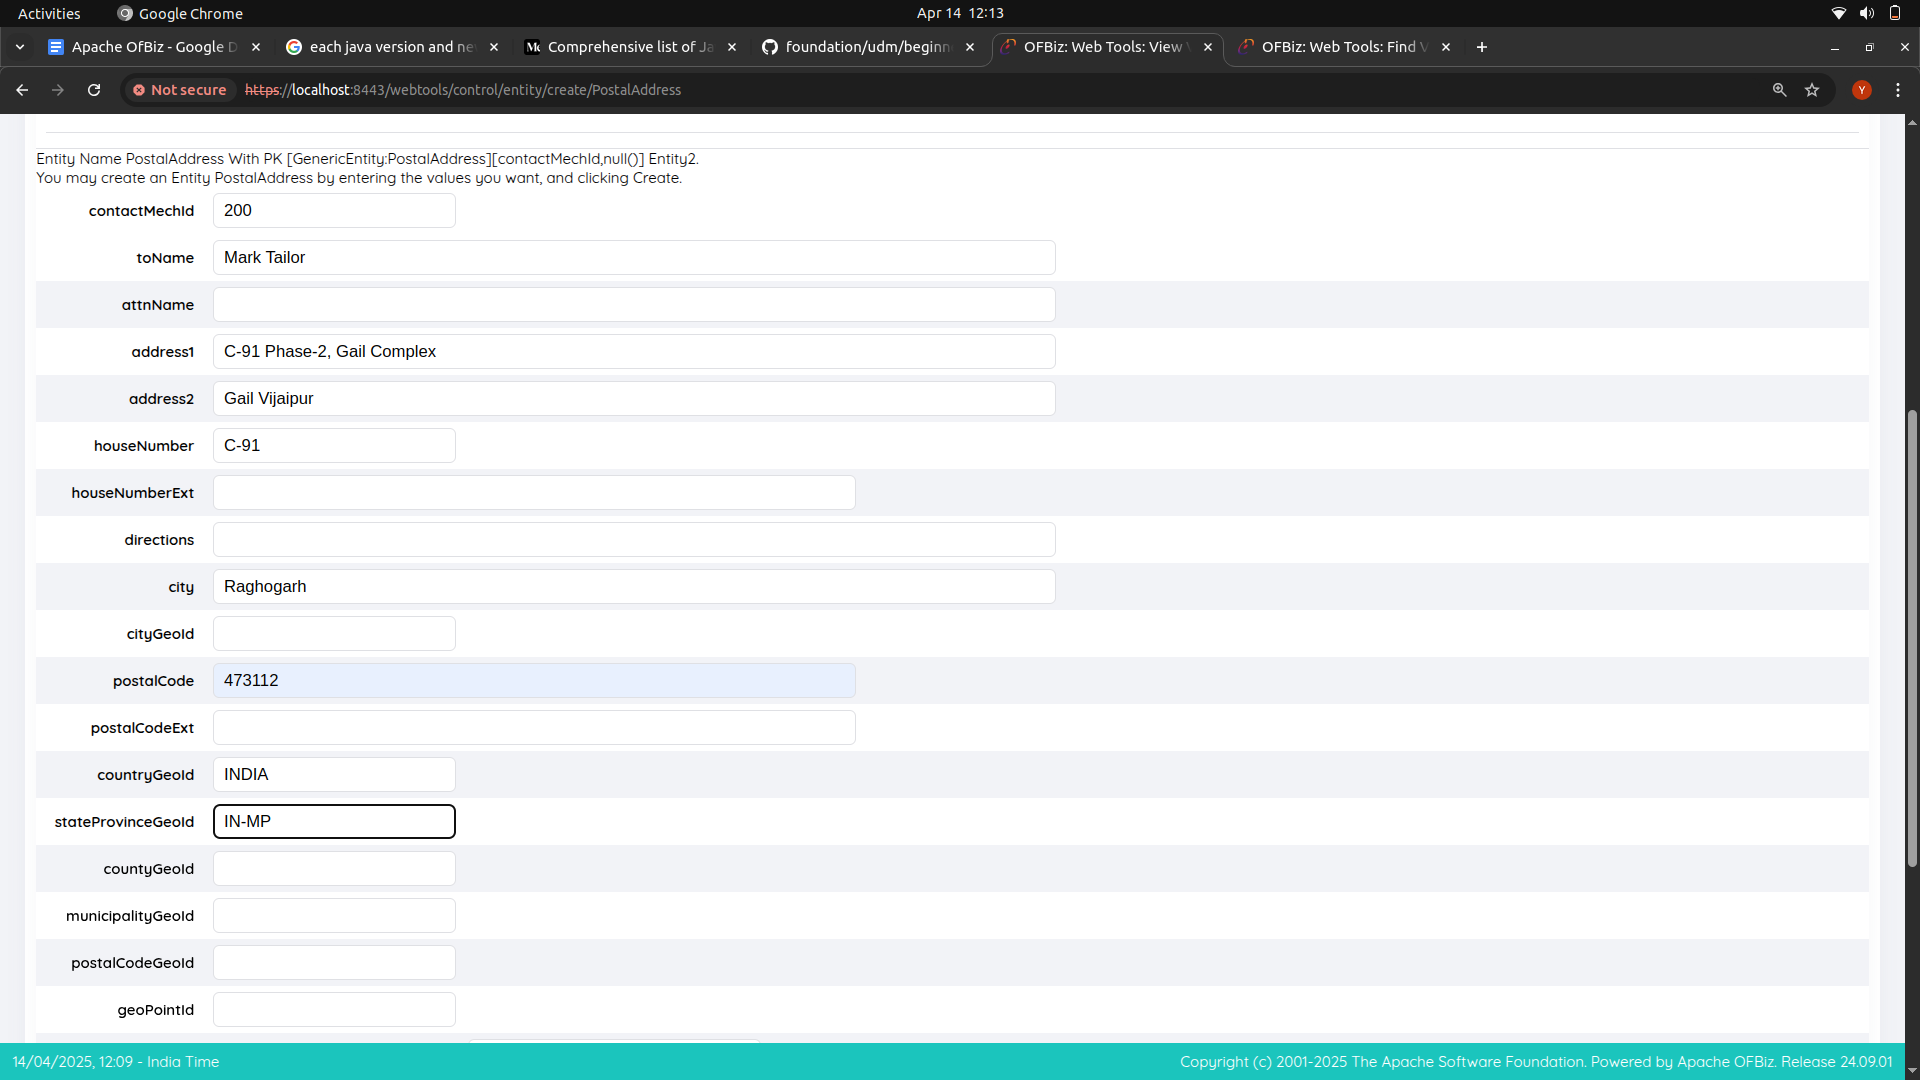 Activities Google Chrome Apr 14 12:13
Apache OFBiz - Google D each java version and ne Comprehensive list of Ja foundation/udm/beginn OFBiz: Web Tools: View OFBiz: Web Tools: Find V
Not secure https://localhost:8443/webtools/control/entity/create/PostalAddress Y
Entity Name PostalAddress With PK [GenericEntity:PostalAddress][contactMechId,null()] Entity2.
You may create an Entity PostalAddress by entering the values you want, and clicking Create.
contactMechId 200
toName Mark Tailor
attnName
address1 C-91 Phase-2, Gail Complex
address2 Gail Vijaipur
houseNumber C-91
houseNumberExt
directions
city Raghogarh
cityGeoId
postalCode 473112
postalCodeExt
countryGeoId INDIA
stateProvinceGeoId IN-MP
countyGeoId
municipalityGeoId
postalCodeGeoId
geoPointId
14/04/2025, 12:09 - India Time Copyright (c) 2001-2025 The Apache Software Foundation. Powered by Apache OFBiz. Release 24.09.01